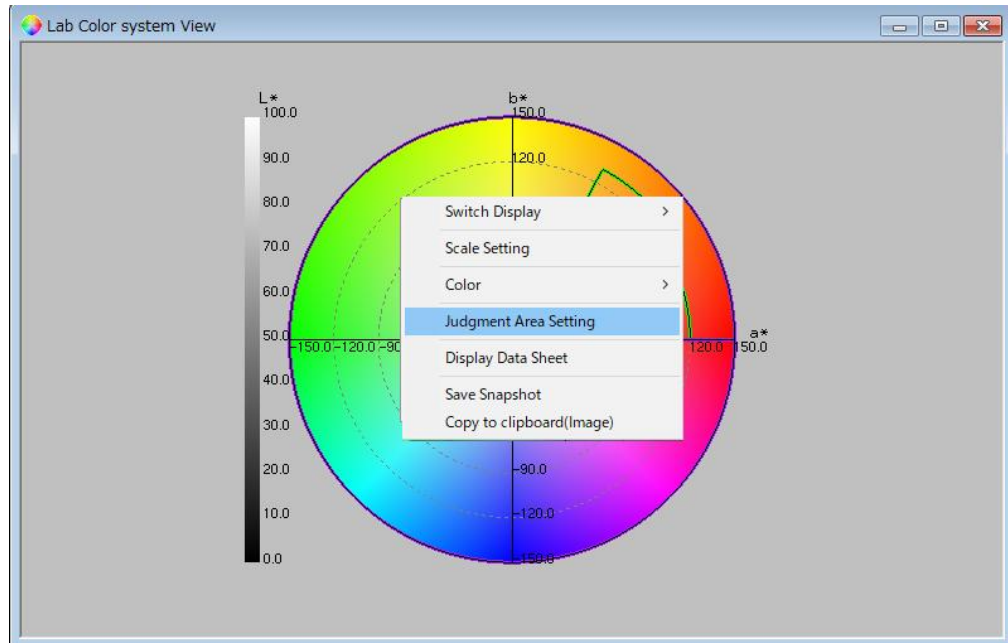 Lab Color system View
L*
100.0
90.0
80.0
70.0
60.0
50.0
40.0
30.0
20.0
10.0
0.0
b*
150.0
120.0
Switch Display
Scale Setting
Color
Judgment Area Setting
Display Data Sheet
Save Snapshot
Copy to clipboard(Image)
-150.0 -120.0 -90
120.0 150.0
a*
-90.0
-120.0
-150.0